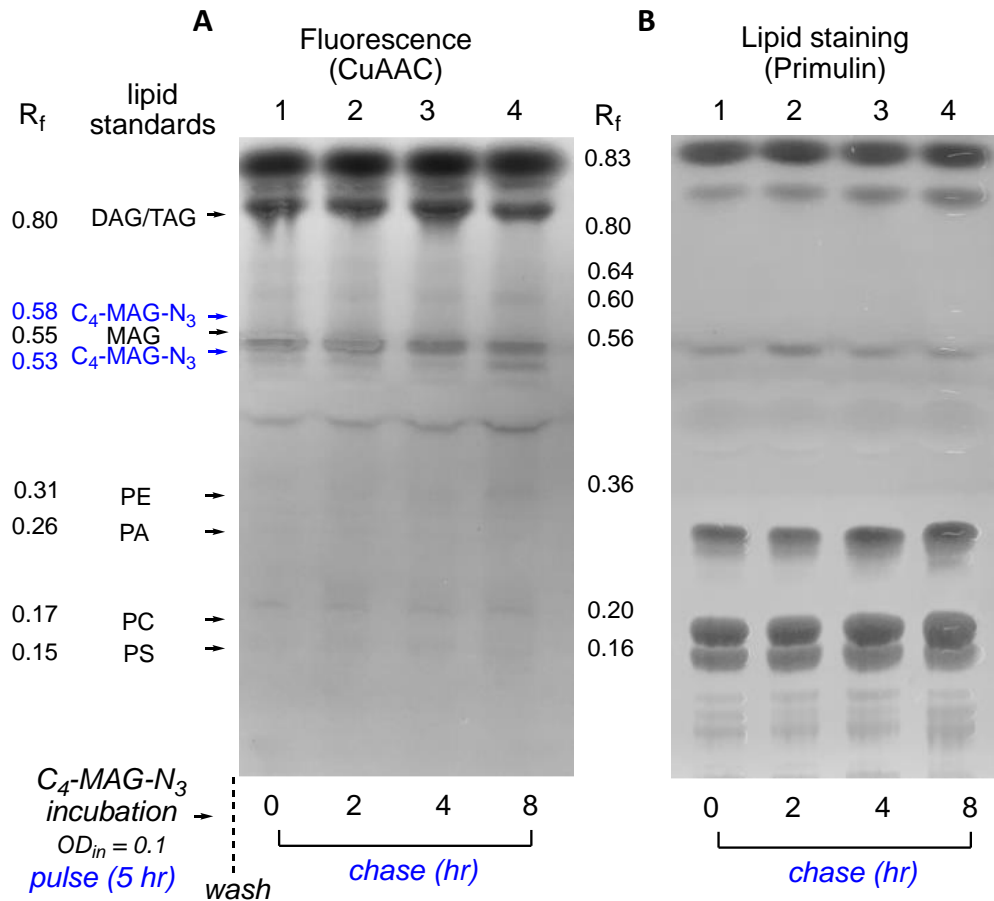 A
Fluorescence
(CuAAC)
R_f
lipid
standards
1 2 3 4
0.80 DAG/TAG
0.58 C4-MAG-N3
0.55 MAG
0.53 C4-MAG-N3
0.31 PE
0.26 PA
0.17 PC
0.15 PS
C4-MAG-N3
incubation
OD_in = 0.1
pulse (5 hr)
wash
0 2 4 8
chase (hr)
B
Lipid staining
(Primulin)
R_f
1 2 3 4
0.83
0.80
0.64
0.60
0.56
0.36
0.20
0.16
0 2 4 8
chase (hr)